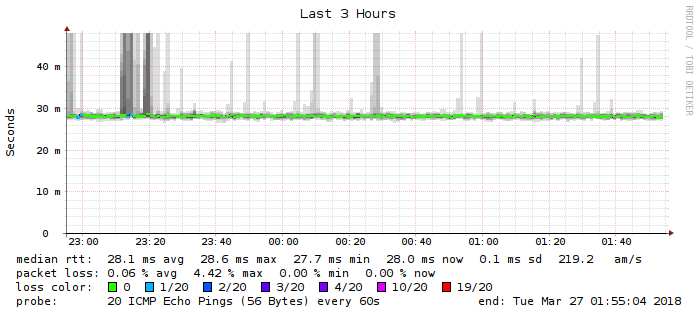 Last 3 Hours
RRDTOOL / TOBI OETIKER
Seconds
40 m
30 m
20 m
10 m
0
23:00 23:20 23:40 00:00 00:20 00:40 01:00 01:20 01:40
median rtt: 28.1 ms avg 28.6 ms max 27.7 ms min 28.0 ms now 0.1 ms sd 219.2 am/s
packet loss: 0.06 % avg 4.42 % max 0.00 % min 0.00 % now
loss color: 0 1/20 2/20 3/20 4/20 10/20 19/20
probe: 20 ICMP Echo Pings (56 Bytes) every 60s end: Tue Mar 27 01:55:04 2018